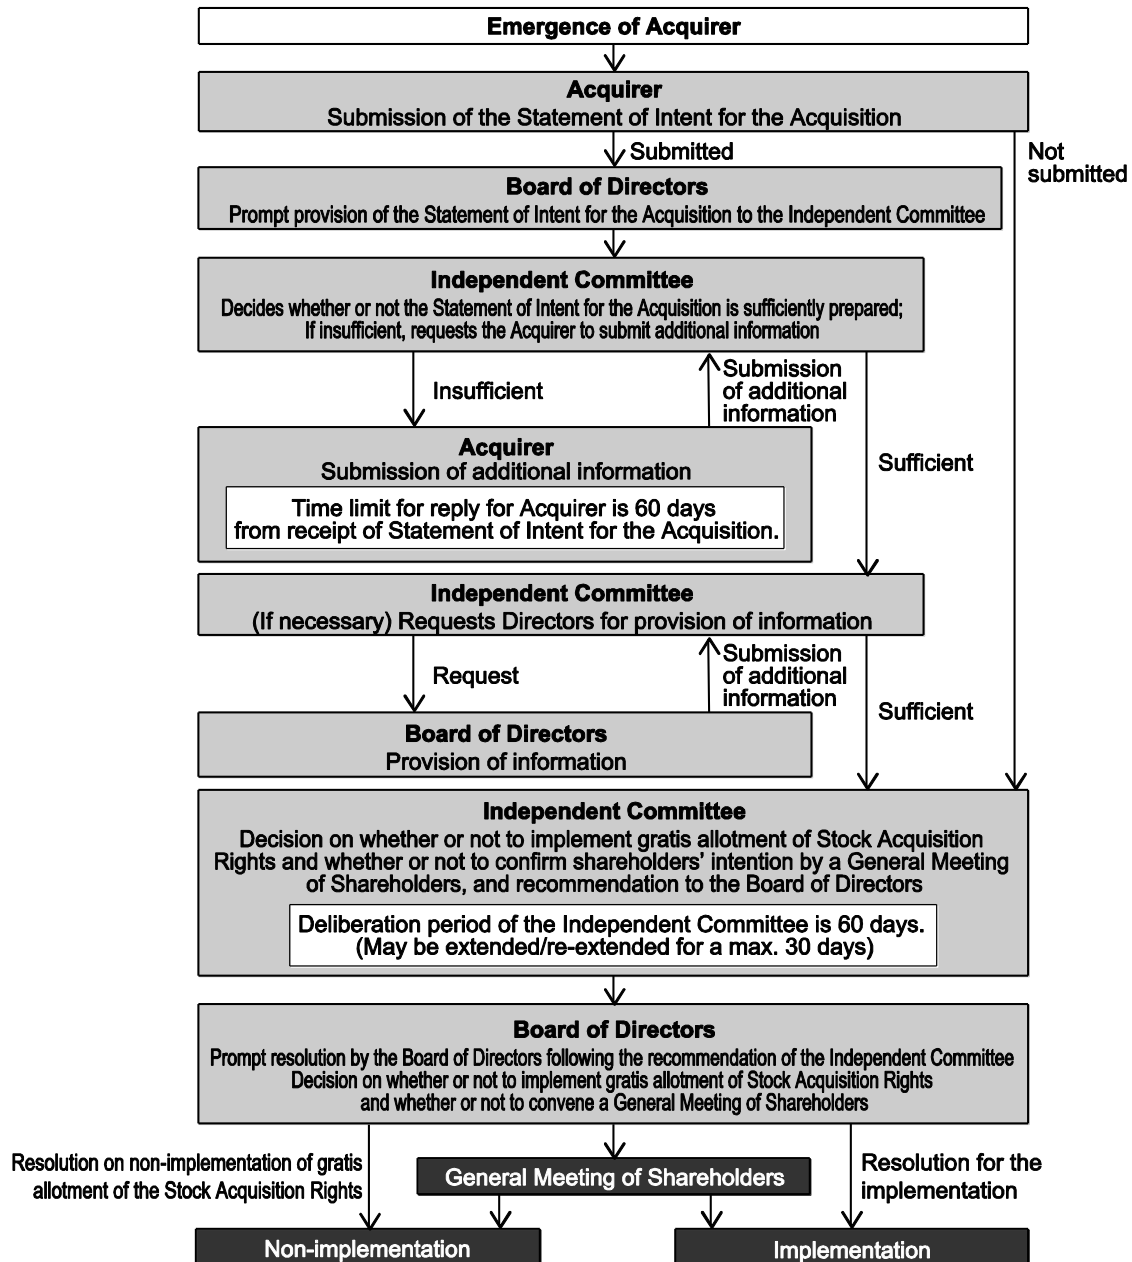 Emergence of Acquirer
Acquirer
Submission of the Statement of Intent for the Acquisition
Submitted
Not
submitted
Board of Directors
Prompt provision of the Statement of Intent for the Acquisition to the Independent Committee
Independent Committee
Decides whether or not the Statement of Intent for the Acquisition is sufficiently prepared;
If insufficient, requests the Acquirer to submit additional information
Insufficient
Submission
of additional
information
Sufficient
Acquirer
Submission of additional information
Time limit for reply for Acquirer is 60 days
from receipt of Statement of Intent for the Acquisition.
Independent Committee
(If necessary) Requests Directors for provision of information
Request
Submission
of additional
information
Sufficient
Board of Directors
Provision of information
Independent Committee
Decision on whether or not to implement gratis allotment of Stock Acquisition
Rights and whether or not to confirm shareholders’ intention by a General Meeting
of Shareholders, and recommendation to the Board of Directors
Deliberation period of the Independent Committee is 60 days.
(May be extended/re-extended for a max. 30 days)
Board of Directors
Prompt resolution by the Board of Directors following the recommendation of the Independent Committee
Decision on whether or not to implement gratis allotment of Stock Acquisition Rights
and whether or not to convene a General Meeting of Shareholders
Resolution on non-implementation of gratis
allotment of the Stock Acquisition Rights
General Meeting of Shareholders
Resolution for the
implementation
Non-implementation
Implementation